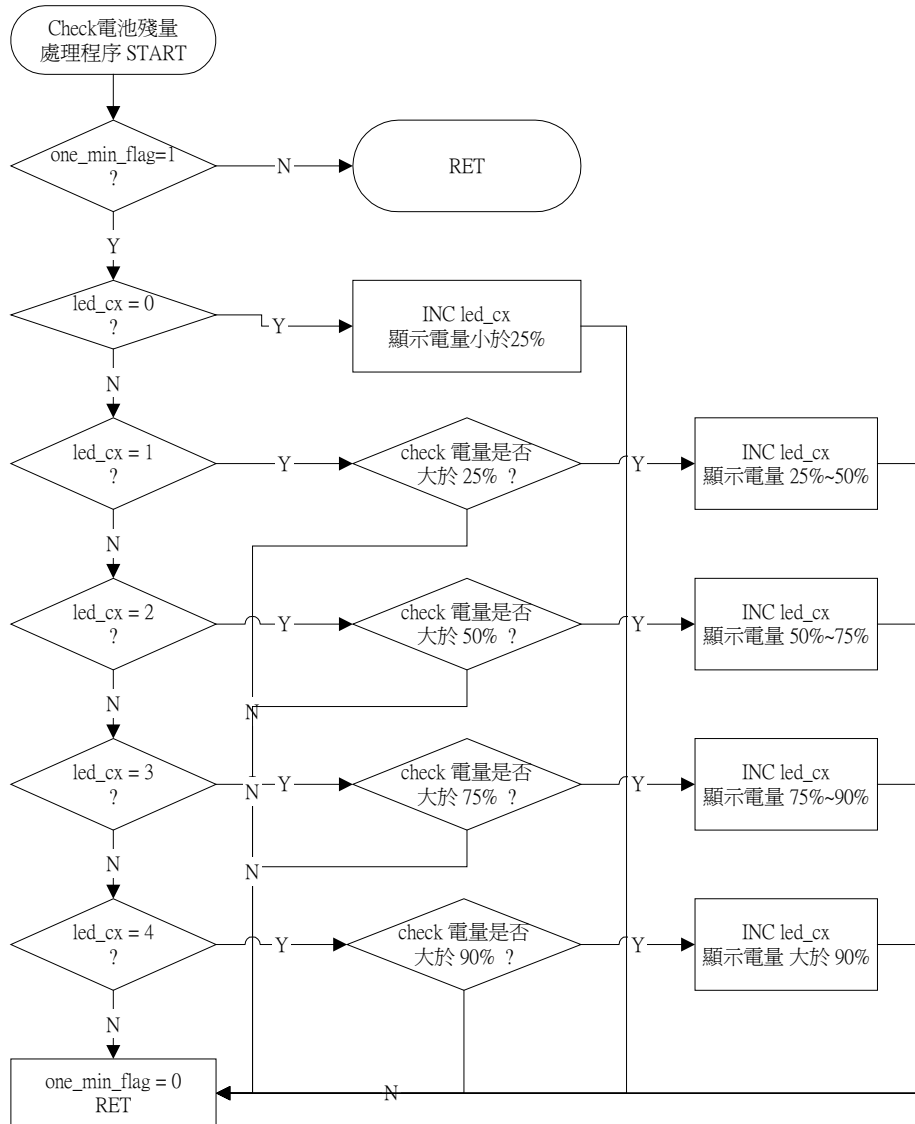 Check電池殘量
處理程序 START
one_min_flag=1
?
N
RET
Y
led_cx = 0
?
Y
INC led_cx
顯示電量小於25%
N
led_cx = 1
?
Y
check 電量是否
大於 25% ?
Y
INC led_cx
顯示電量 25%~50%
N
led_cx = 2
?
Y
check 電量是否
大於 50% ?
Y
INC led_cx
顯示電量 50%~75%
N
N
led_cx = 3
?
N
Y
check 電量是否
大於 75% ?
Y
INC led_cx
顯示電量 75%~90%
N
N
led_cx = 4
?
Y
check 電量是否
大於 90% ?
Y
INC led_cx
顯示電量 大於 90%
N
one_min_flag = 0
RET
N